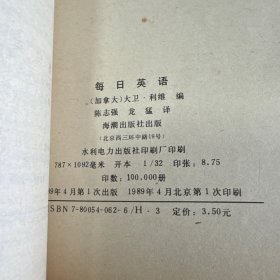 每日英语
(加拿大)大卫·利维 编
陈志强 龙猛 译
海潮出版社出版
(北京西三环中路19号)
水利电力出版社印刷厂印刷
787×1092毫米 开本 1/32 印张: 8.75
印数: 100,000册
89年4月第1次出版 1989年4月北京第1次印刷
ISBN7-80054-062-6/H·3 定价: 3.50元